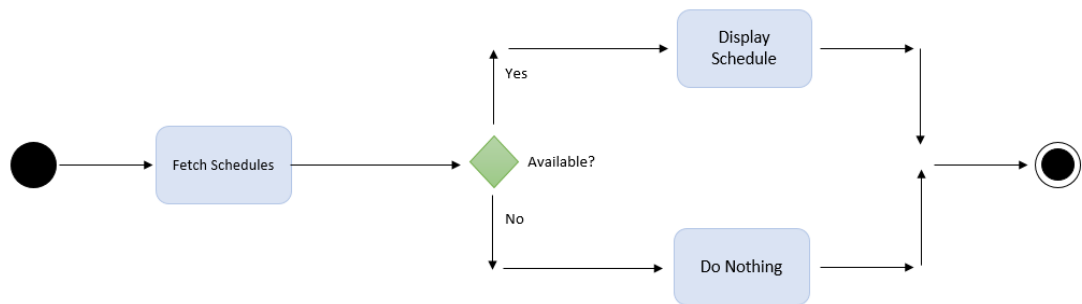 Display
Schedule
Yes
Fetch Schedules
Available?
No
Do Nothing